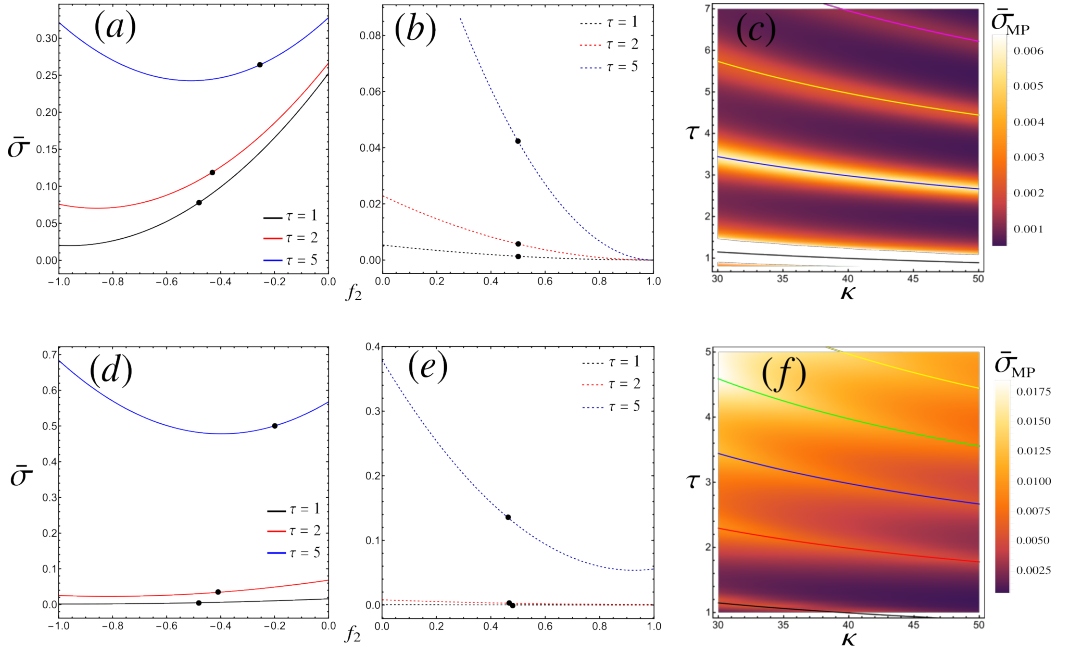 (a)
σ̄
0.30
0.25
0.20
0.15
0.10
0.05
0.00
τ = 1
τ = 2
τ = 5
-1.0 -0.8 -0.6 -0.4 -0.2 0.0
(b)
0.08
0.06
0.04
0.02
0.00
τ = 1
τ = 2
τ = 5
0.0 0.2 0.4 0.6 0.8 1.0
f₂
(c)
τ
7
6
5
4
3
2
1
30 35 40 45 50
κ
σ̄MP
0.006
0.005
0.004
0.003
0.002
0.001
(d)
σ̄
0.7
0.6
0.5
0.4
0.3
0.2
0.1
0.0
τ = 1
τ = 2
τ = 5
-1.0 -0.8 -0.6 -0.4 -0.2 0.0
(e)
0.4
0.3
0.2
0.1
0.0
τ = 1
τ = 2
τ = 5
0.0 0.2 0.4 0.6 0.8 1.0
f₂
(f)
τ
5
4
3
2
1
30 35 40 45 50
κ
σ̄MP
0.0175
0.0150
0.0125
0.0100
0.0075
0.0050
0.0025